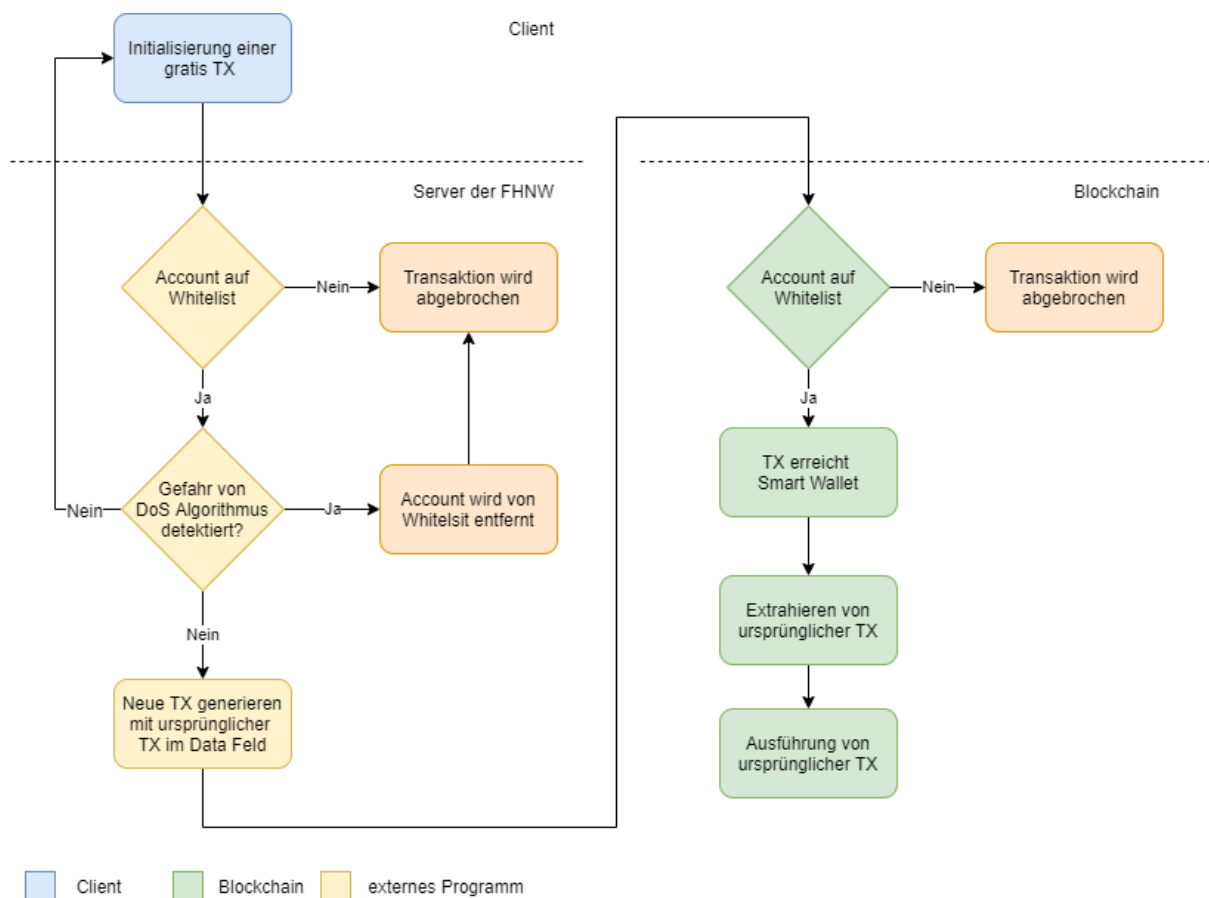 Client
Initialisierung einer
gratis TX
Server der FHNW
Account auf
Whitelist
Nein
Transaktion wird
abgebrochen
Ja
Gefahr von
DoS Algorithmus
detektiert?
Nein
Ja
Account wird von
Whitelsit entfernt
Nein
Neue TX generieren
mit ursprünglicher
TX im Data Feld
Blockchain
Account auf
Whitelist
Nein
Transaktion wird
abgebrochen
Ja
TX erreicht
Smart Wallet
Extrahieren von
ursprünglicher TX
Ausführung von
ursprünglicher TX
Client
Blockchain
externes Programm